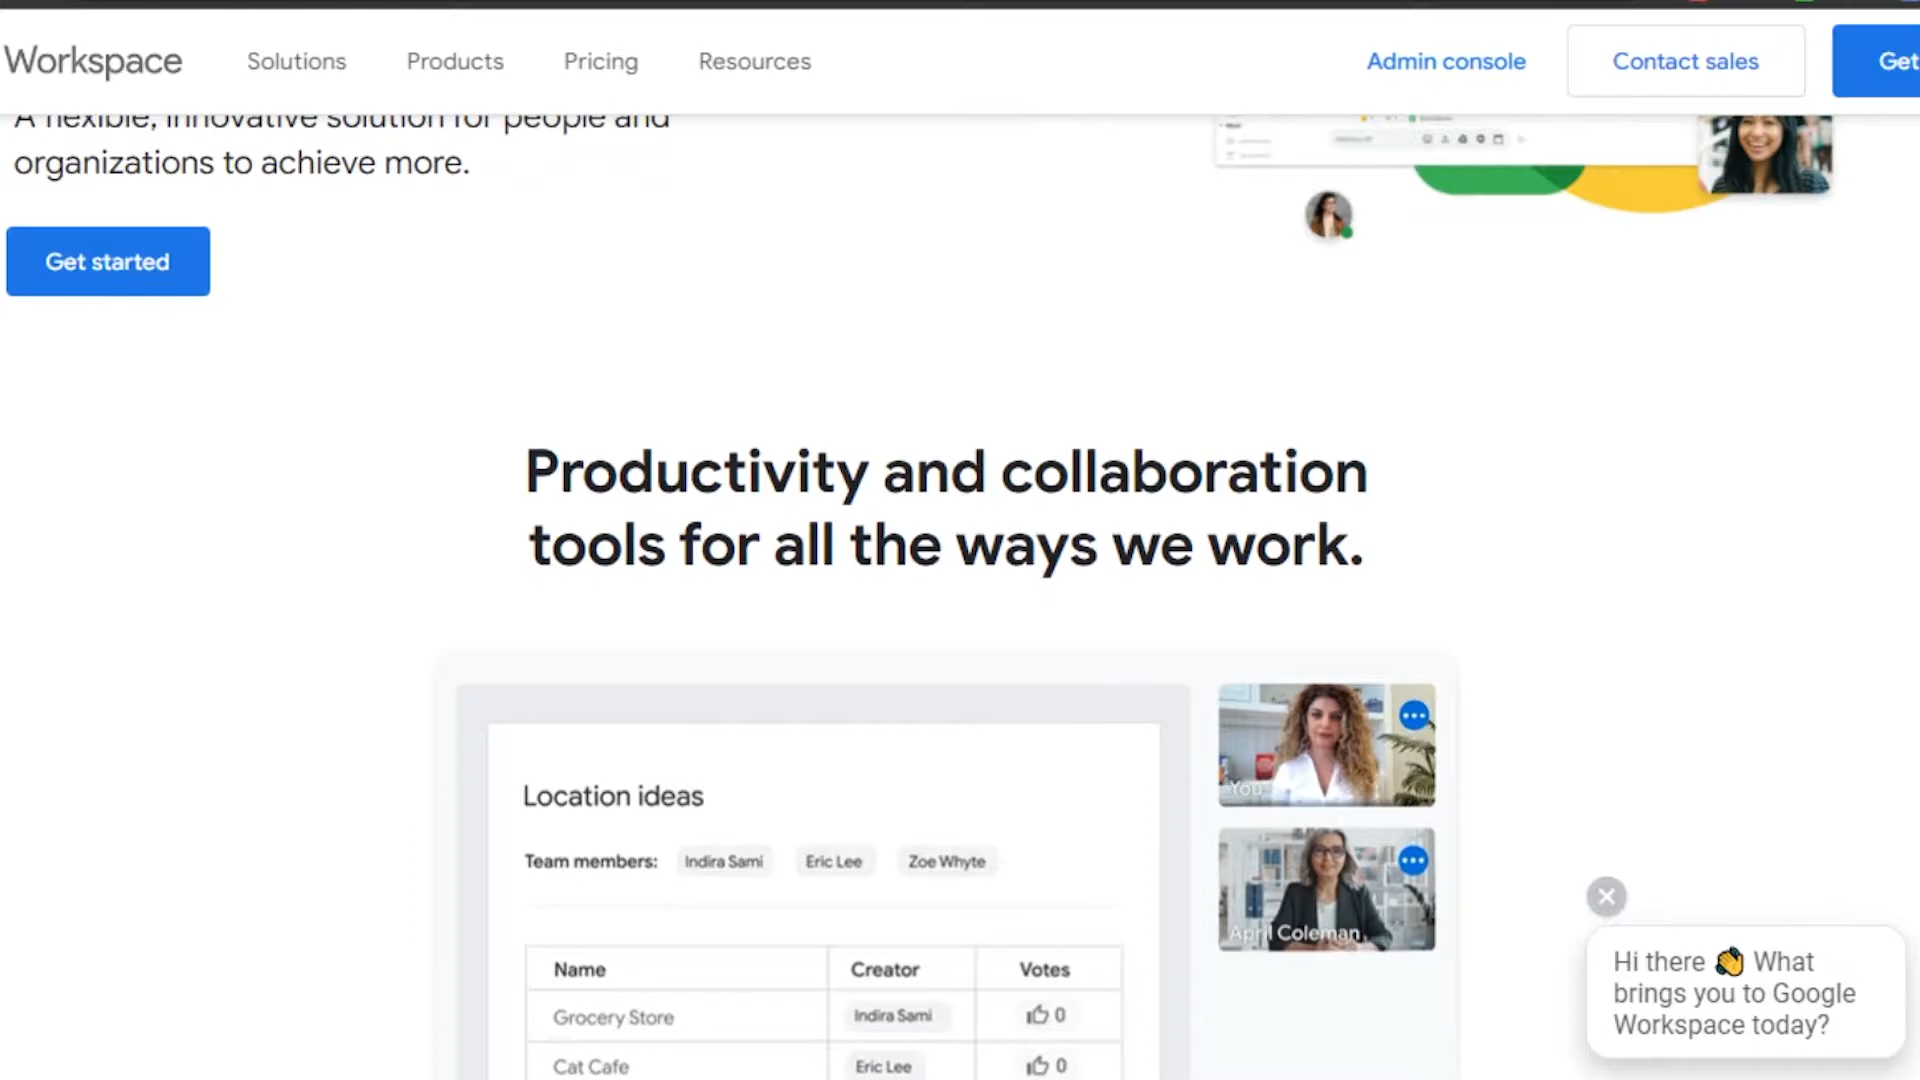 Workspace Solutions Products Pricing Resources Admin console Contact sales Get
A flexible, innovative solution for people and
organizations to achieve more.
Get started
Productivity and collaboration
tools for all the ways we work.
You
Location ideas
Team members: Indira Sami Eric Lee Zoe Whyte
April Coleman
Name Creator Votes
Grocery Store Indira Sami 0
Cat Cafe Eric Lee 0
Hi there 👋 What
brings you to Google
Workspace today?